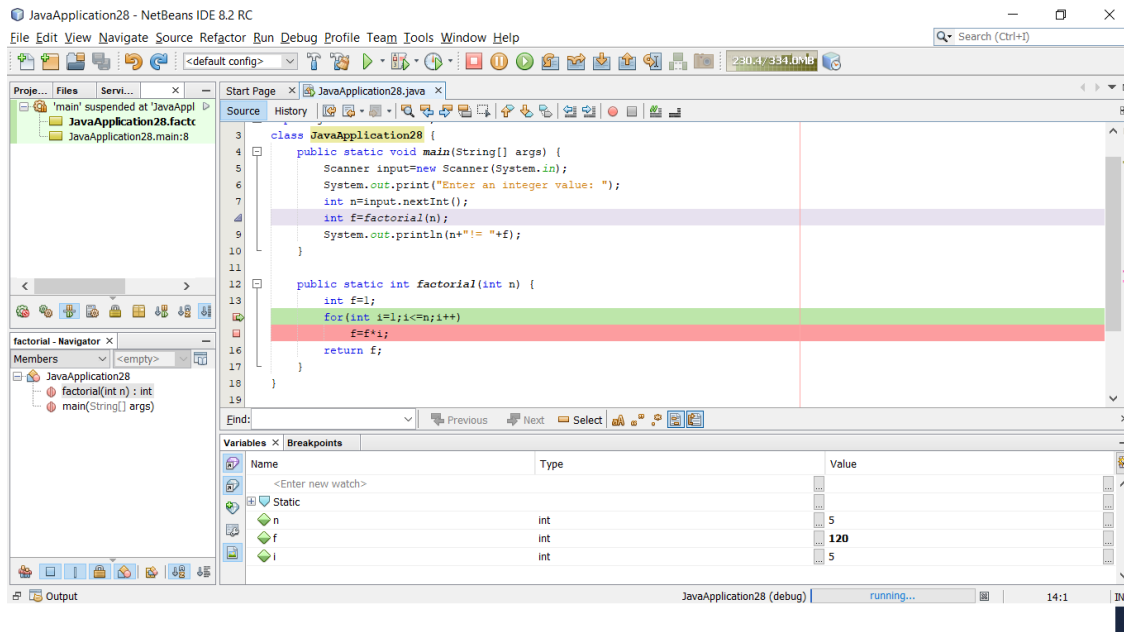 JavaApplication28 - NetBeans IDE 8.2 RC
File Edit View Navigate Source Refactor Run Debug Profile Team Tools Window Help
Search (Ctrl+I)
<default config>
230.4/334.0MB
Proje... Files Servi...
Start Page JavaApplication28.java
'main' suspended at 'JavaAppl
JavaApplication28.factc
JavaApplication28.main:8
Source History
3 class JavaApplication28 {
4 public static void main(String[] args) {
5 Scanner input=new Scanner(System.in);
6 System.out.print("Enter an integer value: ");
7 int n=input.nextInt();
int f=factorial(n);
9 System.out.println(n+"!= "+f);
10 }
11
12 public static int factorial(int n) {
13 int f=1;
for(int i=1;i<=n;i++)
f=f*i;
16 return f;
17 }
18 }
19
factorial - Navigator
Members <empty>
JavaApplication28
factorial(int n) : int
main(String[] args)
Find: Previous Next Select
Variables Breakpoints
Name Type Value
<Enter new watch>
Static
n int 5
f int 120
i int 5
Output
JavaApplication28 (debug) running... 14:1 IN